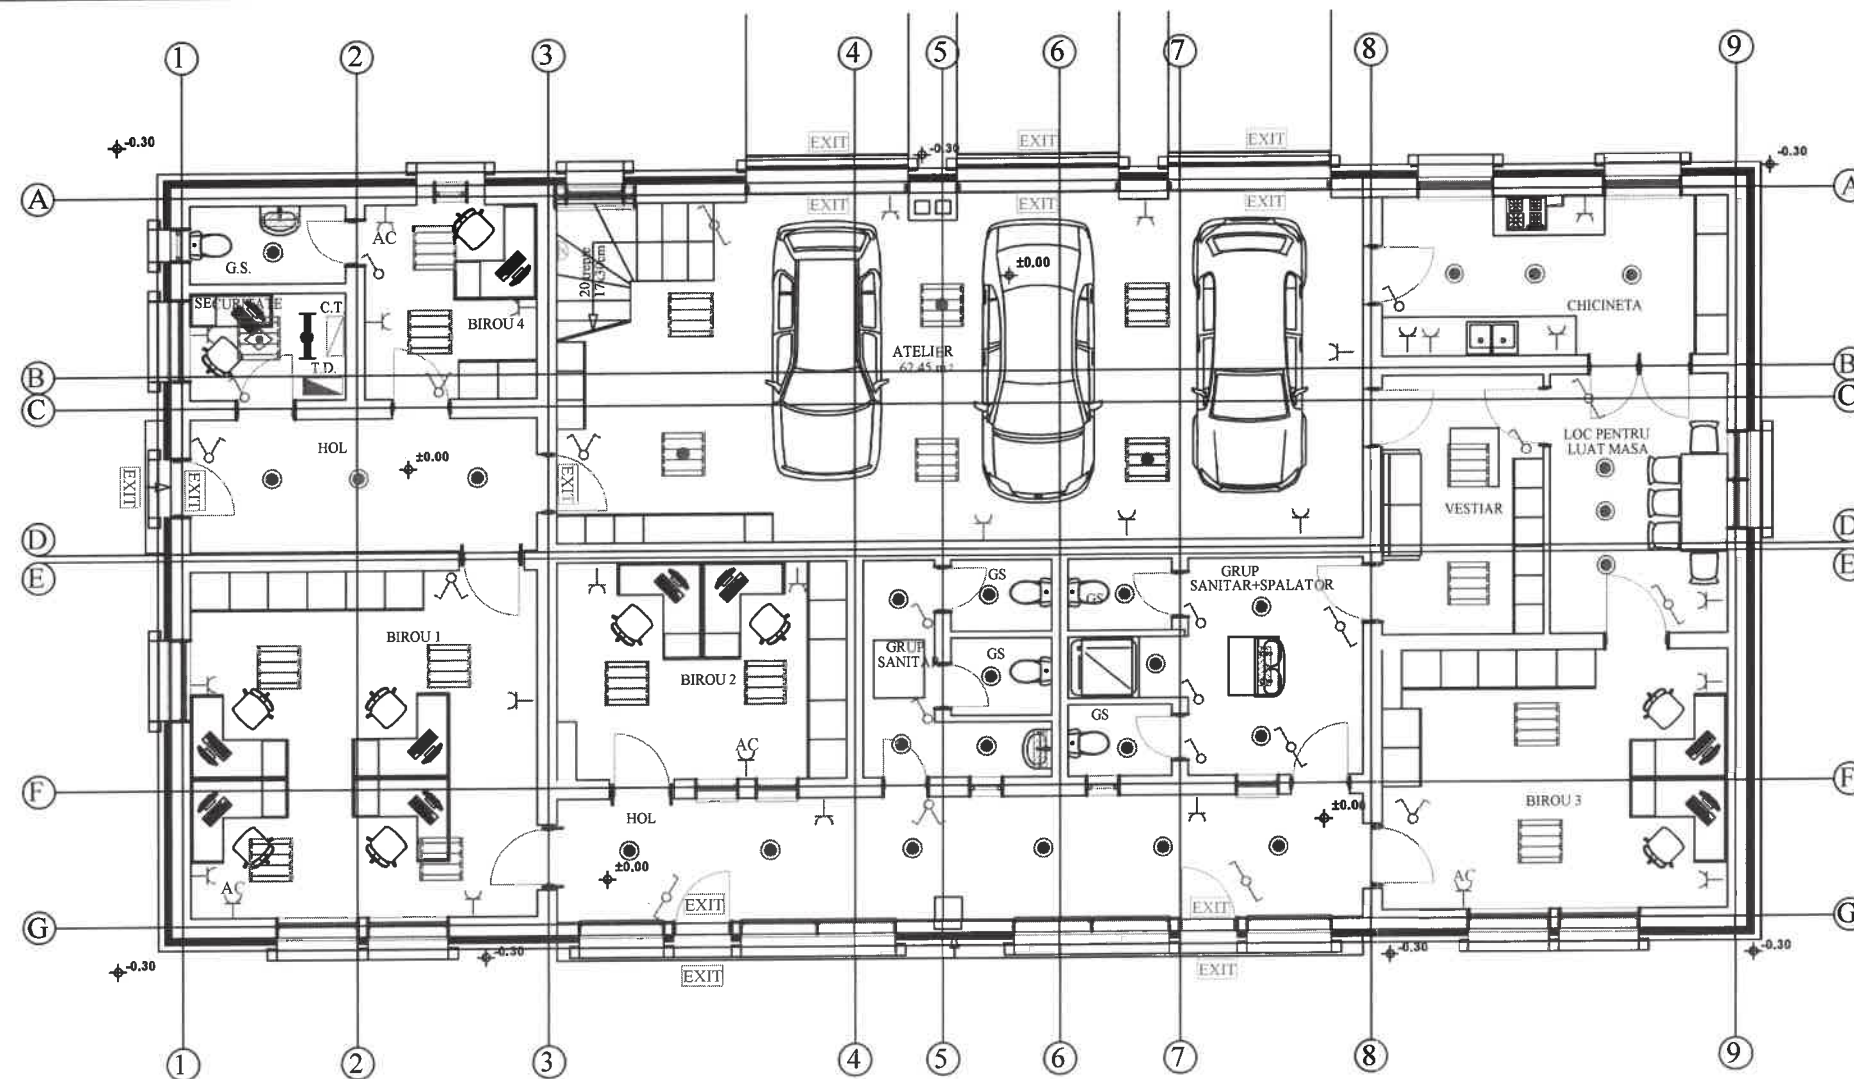 1 2 3 4 5 6 7 8 9
EXIT EXIT EXIT
-0.30 -0.30 -0.30
A A
EXIT EXIT EXIT
AC
G.S.
±0.00
SECURITATE C.T
BIROU 4
CHICINETA
ATELIER
62.45 m²
T.D.
B B
C C
HOL
LOC PENTRU
LUAT MASA
±0.00
EXIT EXIT EXIT
VESTIAR
D D
E E
GS
GRUP
SANITAR+SPALATOR
GS
BIROU 1
GRUP
SANITAR
GS
BIROU 2
GS
AC
F F
BIROU 3
±0.00
HOL
±0.00
AC
AC
EXIT EXIT
G G
-0.30 -0.30 -0.30
-0.30
EXIT EXIT
1 2 3 4 5 6 7 8 9